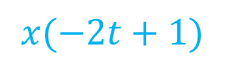 x(−2t + 1)